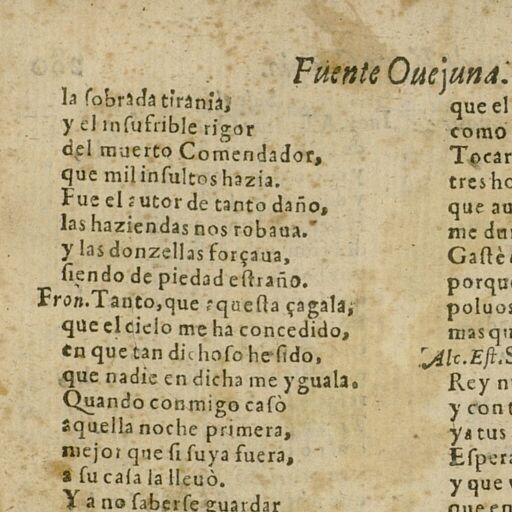 Fuente Ouejuna.
la ſobrada tirania,
y el inſufrible rigor
del muerto Comendador,
que mil inſultos hazia.
Fue el autor de tanto daño,
las haziendas nos robaua.
y las donzellas forçaua,
ſiendo de piedad eſtraño.
Fron. Tanto, que aqueſta çagala,
que el cielo me ha concedido,
en que tan dichoſo he ſido,
que nadie en dicha me yguala.
Quando conmigo casò
aquella noche primera,
mejor que ſi ſuya fuera,
a ſu caſa la lleuò.
Y a no ſaberſe guardar
que el
como
Tocar
tres ho
que au
me du
Gaſtè
porque
poluos
mas qu
Alc. Eſt. S
Rey n
y con t
ya tus
Eſpera
y que v
que en